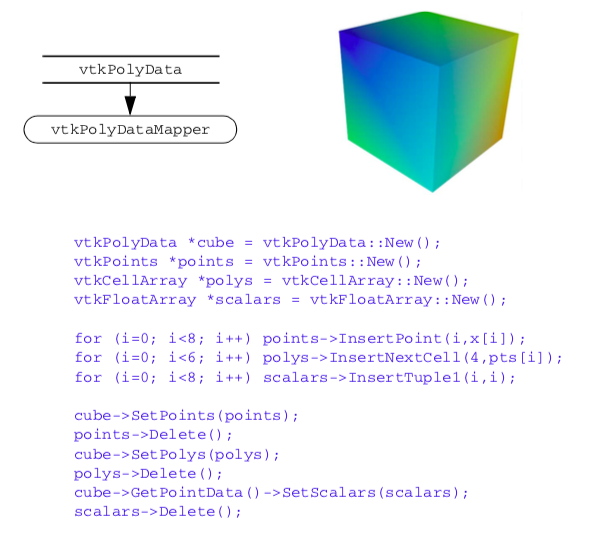 vtkPolyData
vtkPolyDataMapper
vtkPolyData *cube = vtkPolyData::New();
vtkPoints *points = vtkPoints::New();
vtkCellArray *polys = vtkCellArray::New();
vtkFloatArray *scalars = vtkFloatArray::New();
for (i=0; i<8; i++) points->InsertPoint(i,x[i]);
for (i=0; i<6; i++) polys->InsertNextCell(4,pts[i]);
for (i=0; i<8; i++) scalars->InsertTuple1(i,i);
cube->SetPoints(points);
points->Delete();
cube->SetPolys(polys);
polys->Delete();
cube->GetPointData()->SetScalars(scalars);
scalars->Delete();